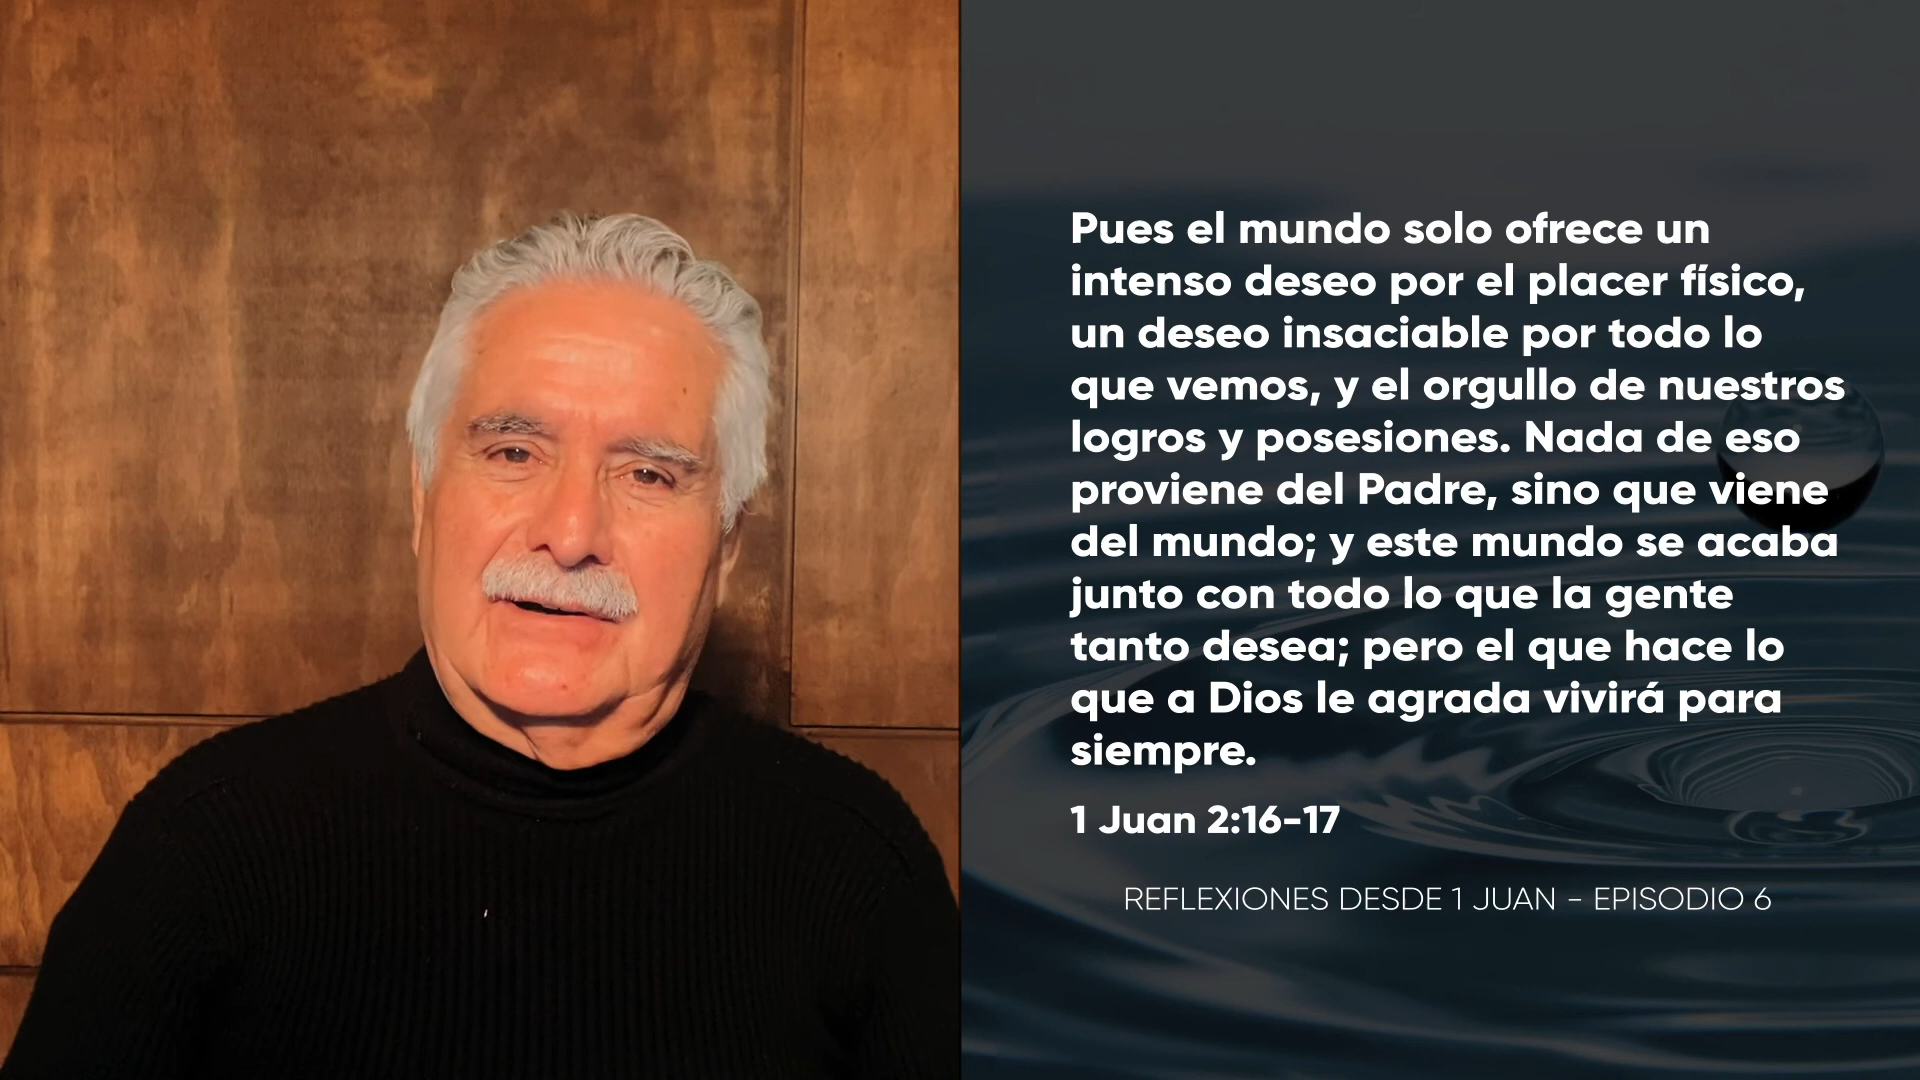 Pues el mundo solo ofrece un
intenso deseo por el placer físico,
un deseo insaciable por todo lo
que vemos, y el orgullo de nuestros
logros y posesiones. Nada de eso
proviene del Padre, sino que viene
del mundo; y este mundo se acaba
junto con todo lo que la gente
tanto desea; pero el que hace lo
que a Dios le agrada vivirá para
siempre.
1 Juan 2:16-17
REFLEXIONES DESDE 1 JUAN - EPISODIO 6